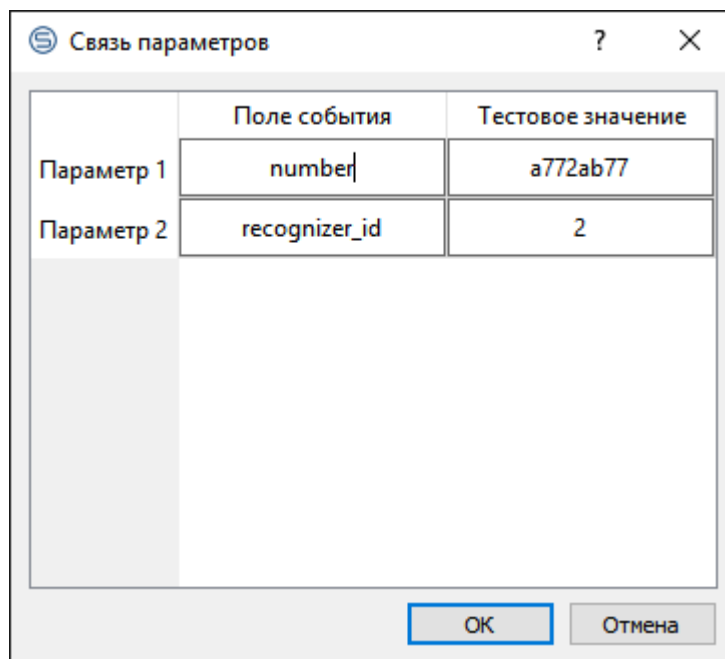 Связь параметров ? ×
Поле события Тестовое значение
Параметр 1 number a772ab77
Параметр 2 recognizer_id 2
OK Отмена